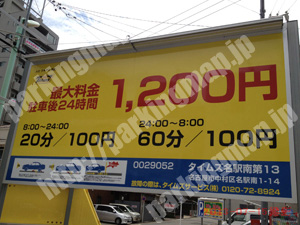 最大料金
駐車後24時間
1,200円
8:00～24:00
24:00～8:00
20分／100円
60分／100円
0029052
タイムズ名駅南第13
名古屋市中村区名駅南1-14
故障の際は、タイムズサービス㈱ 0120-72-8924